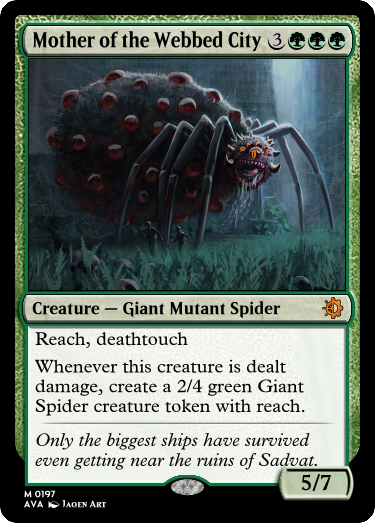 Mother of the Webbed City 3
Creature — Giant Mutant Spider
Reach, deathtouch
Whenever this creature is dealt
damage, create a 2/4 green Giant
Spider creature token with reach.
Only the biggest ships have survived
even getting near the ruins of Sadvat.
5/7
M 0197
AVA Jaoen Art